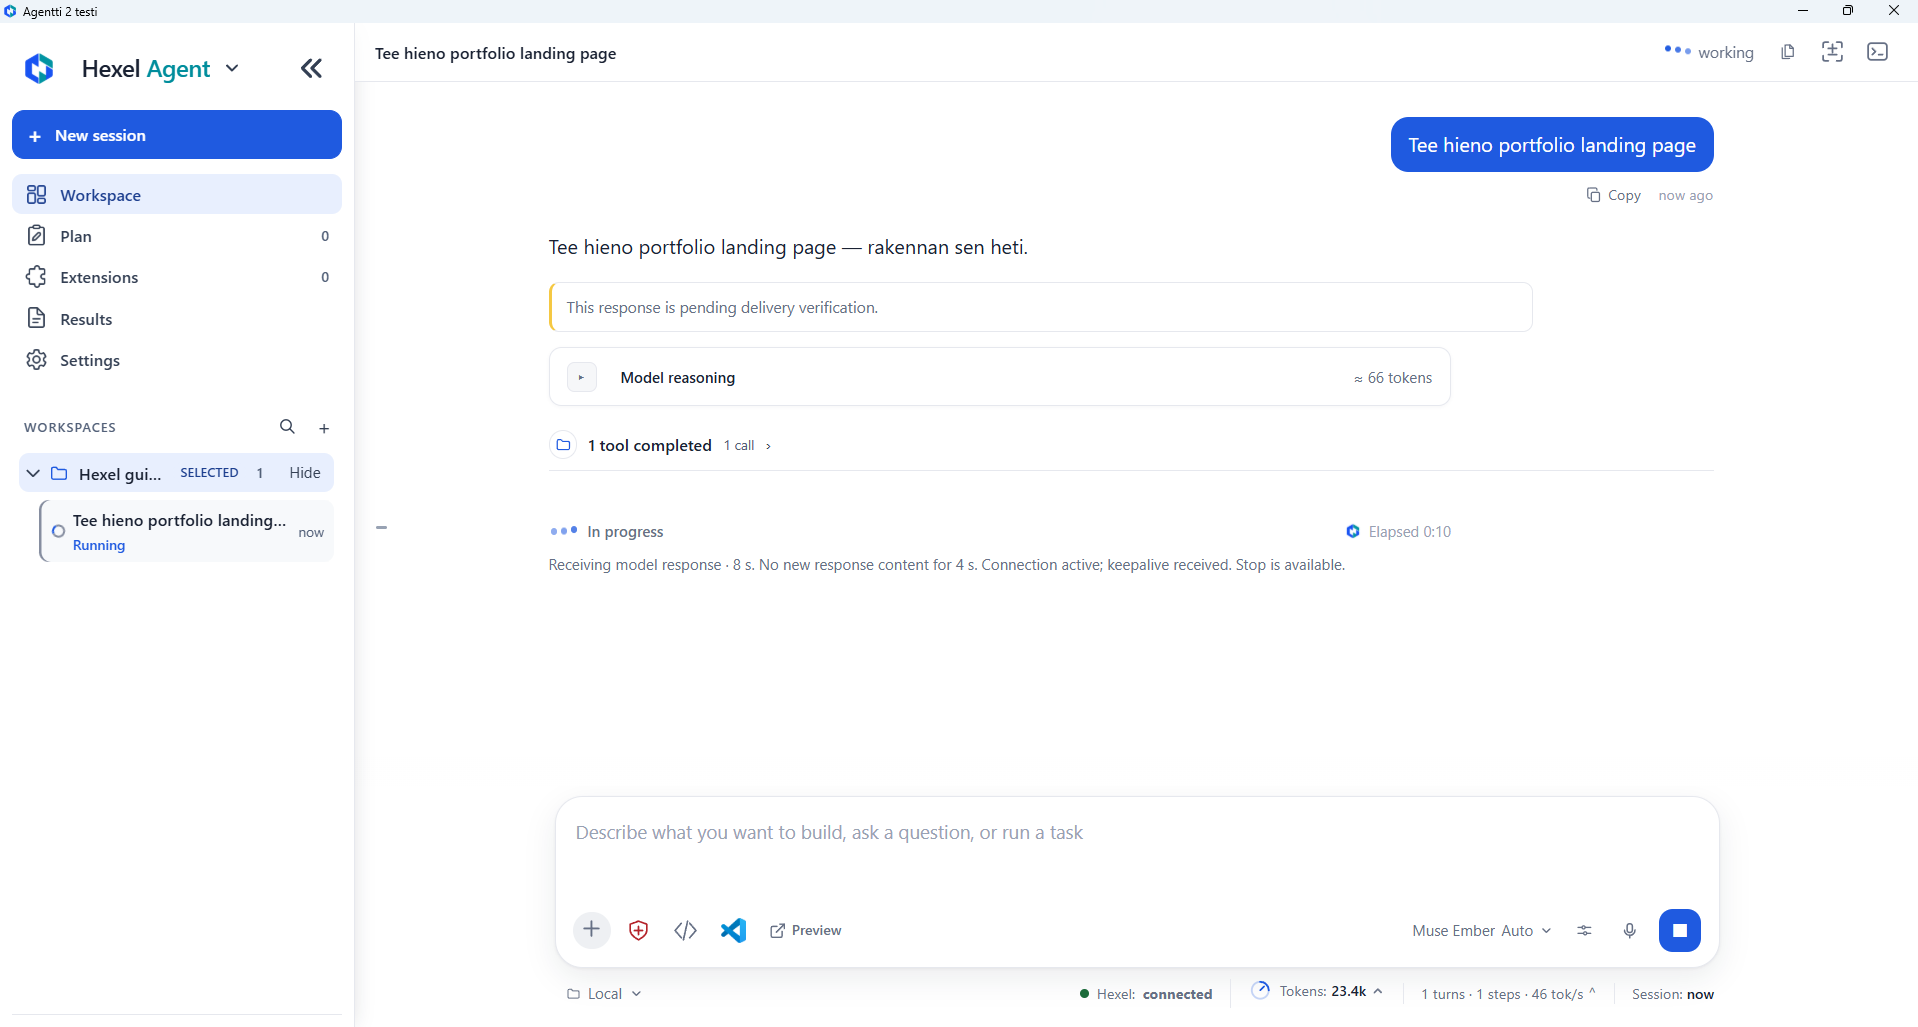 Agentti 2 testi
Hexel Agent
New session
Workspace
Plan 0
Extensions 0
Results
Settings
WORKSPACES
Hexel gui... SELECTED 1 Hide
Tee hieno portfolio landing... now
Running
Tee hieno portfolio landing page
working
Tee hieno portfolio landing page
Copy now ago
Tee hieno portfolio landing page — rakennan sen heti.
This response is pending delivery verification.
Model reasoning ≈ 66 tokens
1 tool completed 1 call ›
In progress Elapsed 0:10
Receiving model response · 8 s. No new response content for 4 s. Connection active; keepalive received. Stop is available.
Describe what you want to build, ask a question, or run a task
Preview Muse Ember Auto
Local Hexel: connected Tokens: 23.4k 1 turns · 1 steps · 46 tok/s ^ Session: now